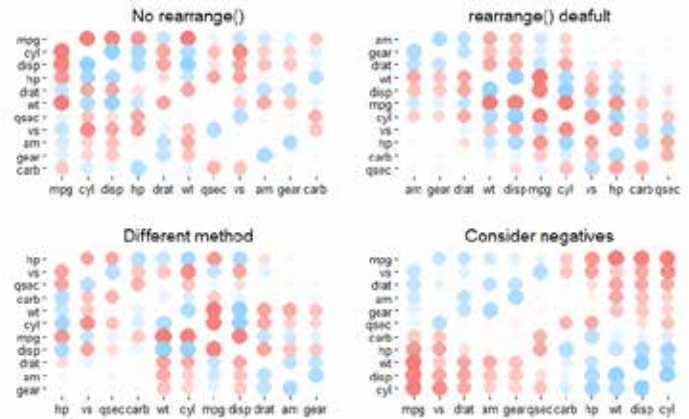 No rearrange()
mpg
cyl
disp
hp
drat
wt
qsec
vs
am
gear
carb
mpg cyl disp hp drat wt qsec vs am gear carb
rearrange() deafult
am
gear
drat
wt
disp
mpg
cyl
vs
hp
carb
qsec
am gear drat wt disp mpg cyl vs hp carb qsec
Different method
hp
vs
qsec
carb
wt
cyl
mpg
disp
drat
am
gear
hp vs qsec carb wt cyl mpg disp drat am gear
Consider negatives
mpg
vs
drat
am
gear
qsec
carb
hp
wt
disp
cyl
mpg vs drat am gear qsec carb hp wt disp cyl